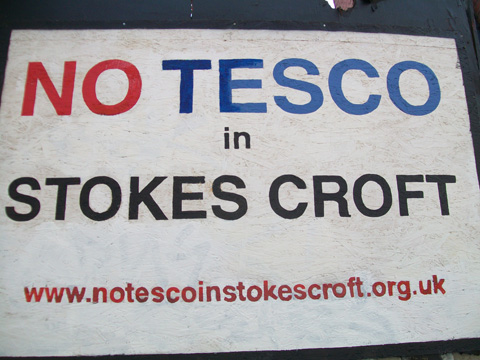 NO TESCO
in
STOKES CROFT
www.notescoinstokescroft.org.uk